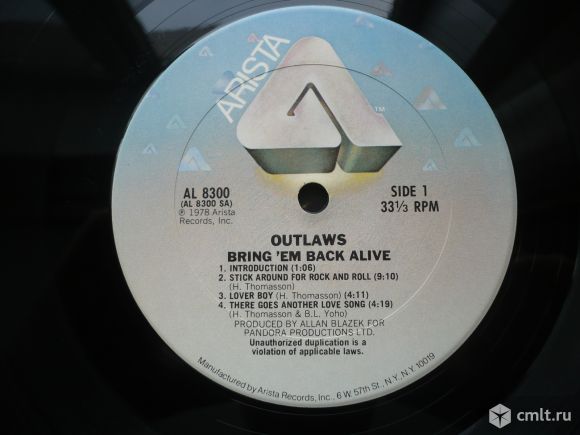 ARISTA
TM
AL 8300
(AL 8300 SA)
℗ 1978 Arista
Records, Inc.
SIDE 1
33 1/3 RPM
OUTLAWS
BRING 'EM BACK ALIVE
1. INTRODUCTION (1:06)
2. STICK AROUND FOR ROCK AND ROLL (9:10)
(H. Thomasson)
3. LOVER BOY (H. Thomasson) (4:11)
4. THERE GOES ANOTHER LOVE SONG (4:19)
(H. Thomasson & B.L. Yoho)
PRODUCED BY ALLAN BLAZEK FOR
PANDORA PRODUCTIONS LTD.
Unauthorized duplication is a
violation of applicable laws.
Manufactured by Arista Records, Inc., 6 W. 57th St., N.Y., N.Y. 10019
cmlt.ru